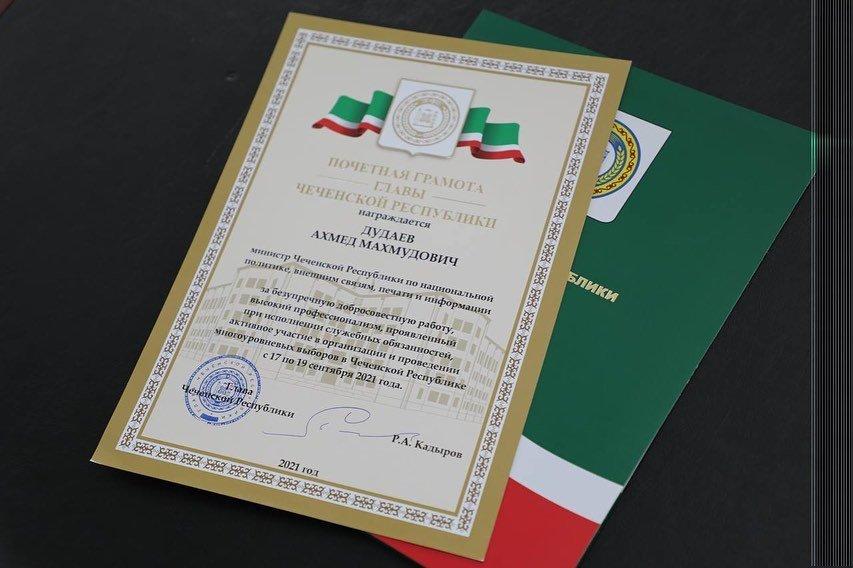 ПОЧЕТНАЯ ГРАМОТА
ГЛАВЫ
ЧЕЧЕНСКОЙ РЕСПУБЛИКИ
награждается
ДУДАЕВ
АХМЕД МАХМУДОВИЧ
министр Чеченской Республики по национальной
политике, внешним связям, печати и информации
за безупречную добросовестную работу,
высокий профессионализм, проявленный
при исполнении служебных обязанностей,
активное участие в организации и проведении
многоуровневых выборов в Чеченской Республике
с 17 по 19 сентября 2021 года.
Глава
Чеченской Республики
Р.А. Кадыров
2021 год
БЛИКИ